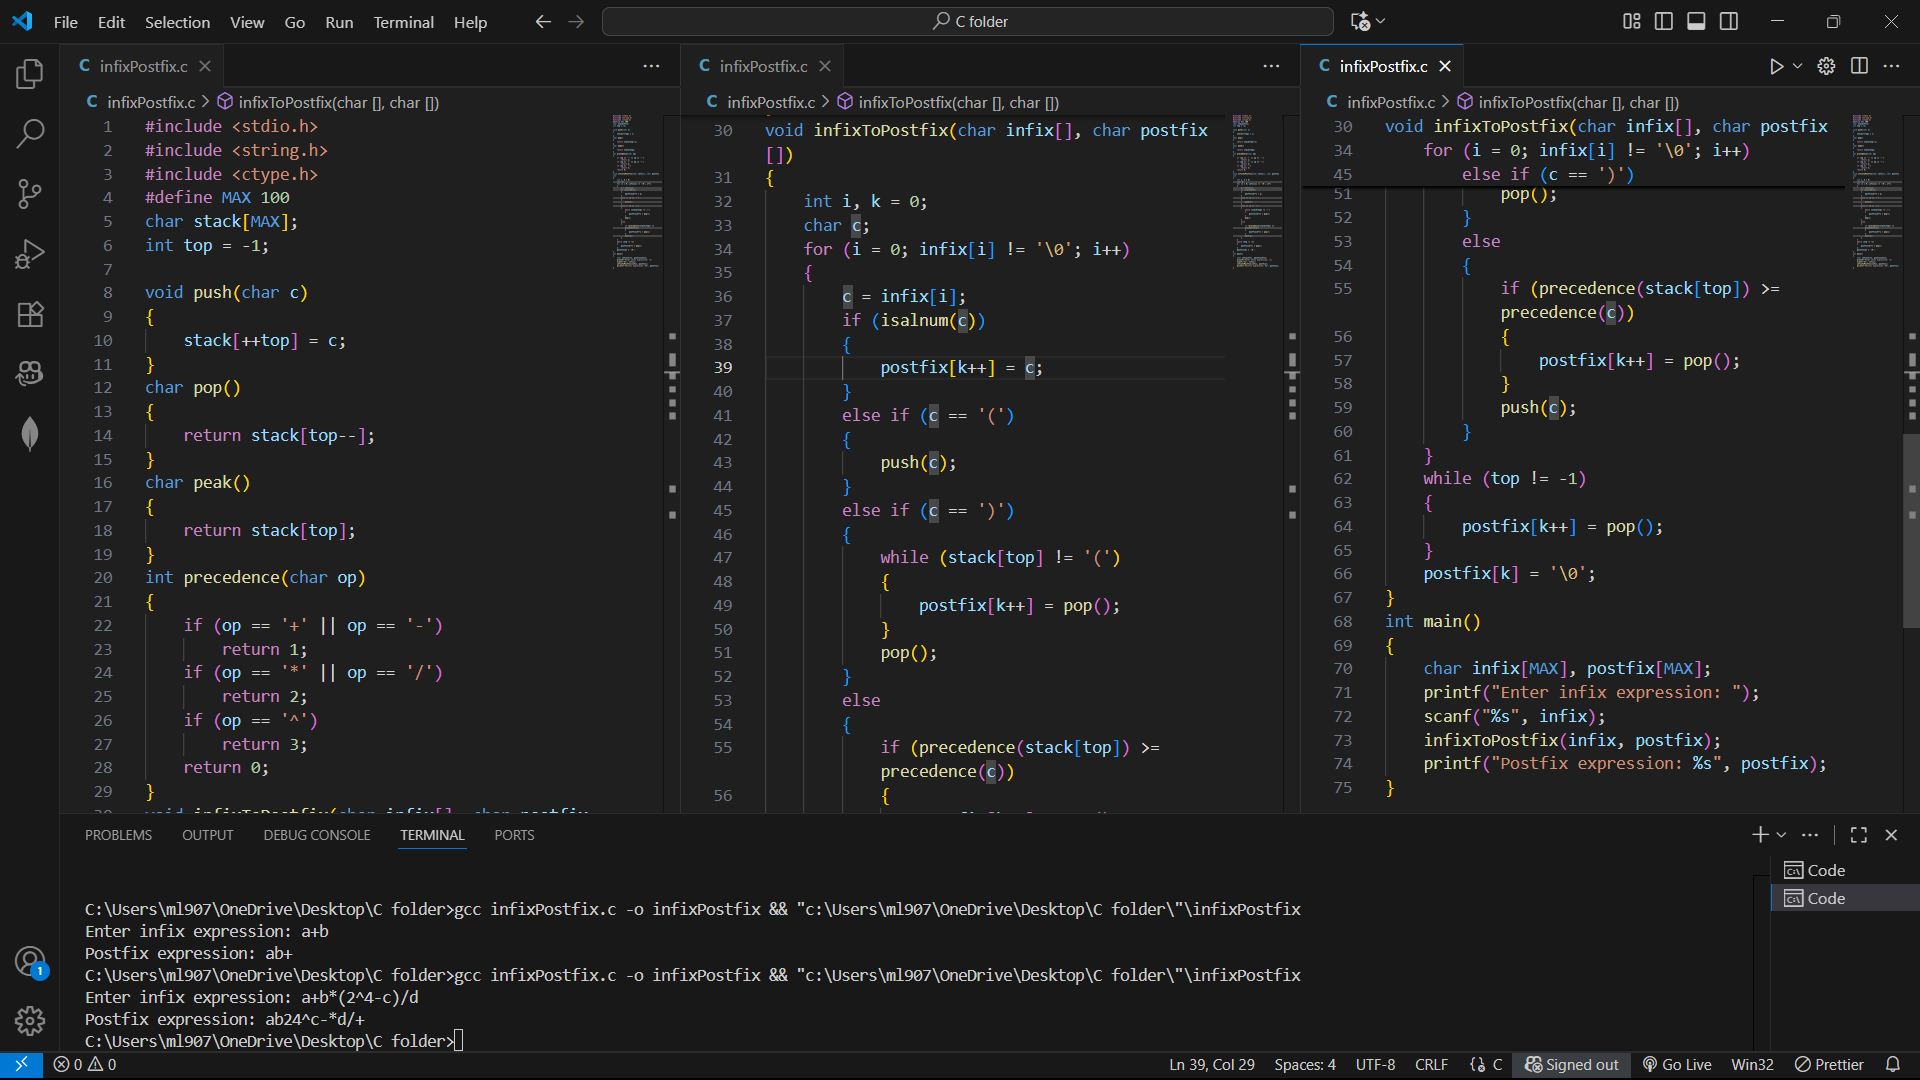 File Edit Selection View Go Run Terminal Help
C folder
infixPostfix.c
infixPostfix.c > infixToPostfix(char [], char [])
1 #include <stdio.h>
2 #include <string.h>
3 #include <ctype.h>
4 #define MAX 100
5 char stack[MAX];
6 int top = -1;
7
8 void push(char c)
9 {
10 stack[++top] = c;
11 }
12 char pop()
13 {
14 return stack[top--];
15 }
16 char peak()
17 {
18 return stack[top];
19 }
20 int precedence(char op)
21 {
22 if (op == '+' || op == '-')
23 return 1;
24 if (op == '*' || op == '/')
25 return 2;
26 if (op == '^')
27 return 3;
28 return 0;
29 }
infixPostfix.c
infixPostfix.c > infixToPostfix(char [], char [])
30 void infixToPostfix(char infix[], char postfix
[])
31 {
32 int i, k = 0;
33 char c;
34 for (i = 0; infix[i] != '\0'; i++)
35 {
36 c = infix[i];
37 if (isalnum(c))
38 {
39 postfix[k++] = c;
40 }
41 else if (c == '(')
42 {
43 push(c);
44 }
45 else if (c == ')')
46 {
47 while (stack[top] != '(')
48 {
49 postfix[k++] = pop();
50 }
51 pop();
52 }
53 else
54 {
55 if (precedence(stack[top]) >=
precedence(c))
56 {
infixPostfix.c
infixPostfix.c > infixToPostfix(char [], char [])
30 void infixToPostfix(char infix[], char postfix
34 for (i = 0; infix[i] != '\0'; i++)
45 else if (c == ')')
51 pop();
52 }
53 else
54 {
55 if (precedence(stack[top]) >=
precedence(c))
56 {
57 postfix[k++] = pop();
58 }
59 push(c);
60 }
61 }
62 while (top != -1)
63 {
64 postfix[k++] = pop();
65 }
66 postfix[k] = '\0';
67 }
68 int main()
69 {
70 char infix[MAX], postfix[MAX];
71 printf("Enter infix expression: ");
72 scanf("%s", infix);
73 infixToPostfix(infix, postfix);
74 printf("Postfix expression: %s", postfix);
75 }
PROBLEMS OUTPUT DEBUG CONSOLE TERMINAL PORTS
Code
Code
C:\Users\ml907\OneDrive\Desktop\C folder>gcc infixPostfix.c -o infixPostfix && "c:\Users\ml907\OneDrive\Desktop\C folder\"\infixPostfix
Enter infix expression: a+b
Postfix expression: ab+
C:\Users\ml907\OneDrive\Desktop\C folder>gcc infixPostfix.c -o infixPostfix && "c:\Users\ml907\OneDrive\Desktop\C folder\"\infixPostfix
Enter infix expression: a+b*(2^4-c)/d
Postfix expression: ab24^c-*d/+
C:\Users\ml907\OneDrive\Desktop\C folder>
1
0 0 Ln 39, Col 29 Spaces: 4 UTF-8 CRLF {} C Signed out Go Live Win32 Prettier